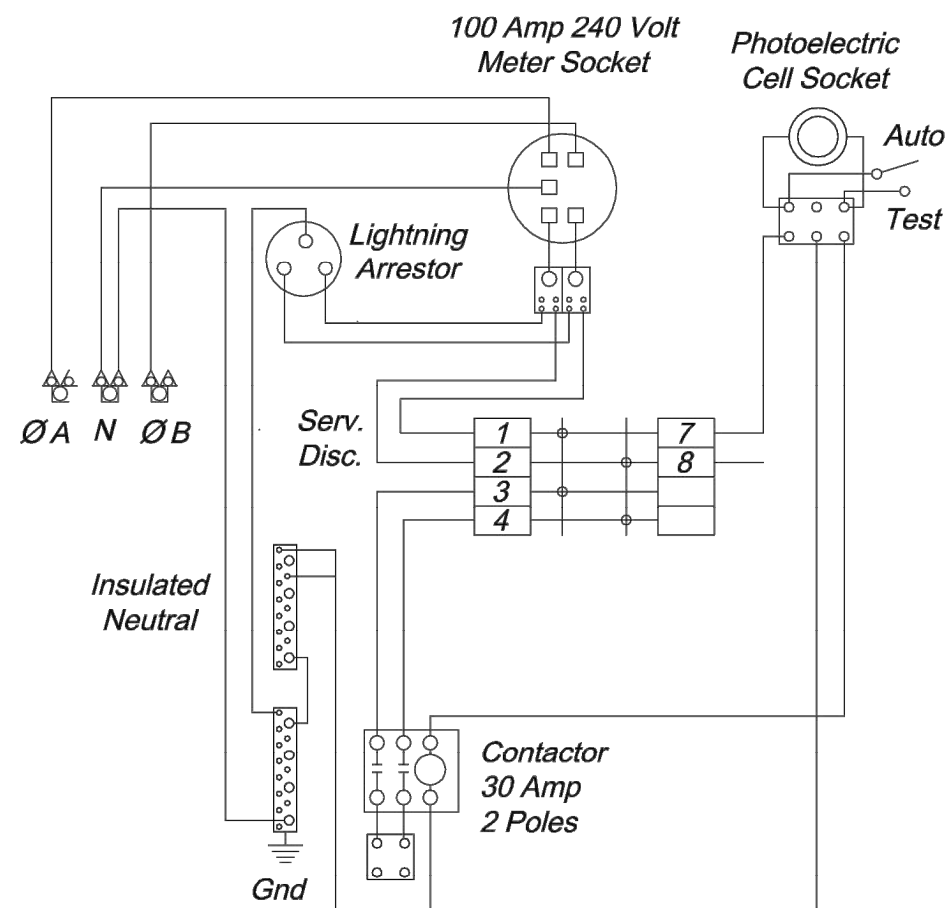 100 Amp 240 Volt
Meter Socket
Photoelectric
Cell Socket
Auto
Test
Lightning
Arrestor
ØA N ØB
Serv.
Disc.
1
2
3
4
7
8
Insulated
Neutral
Contactor
30 Amp
2 Poles
Gnd